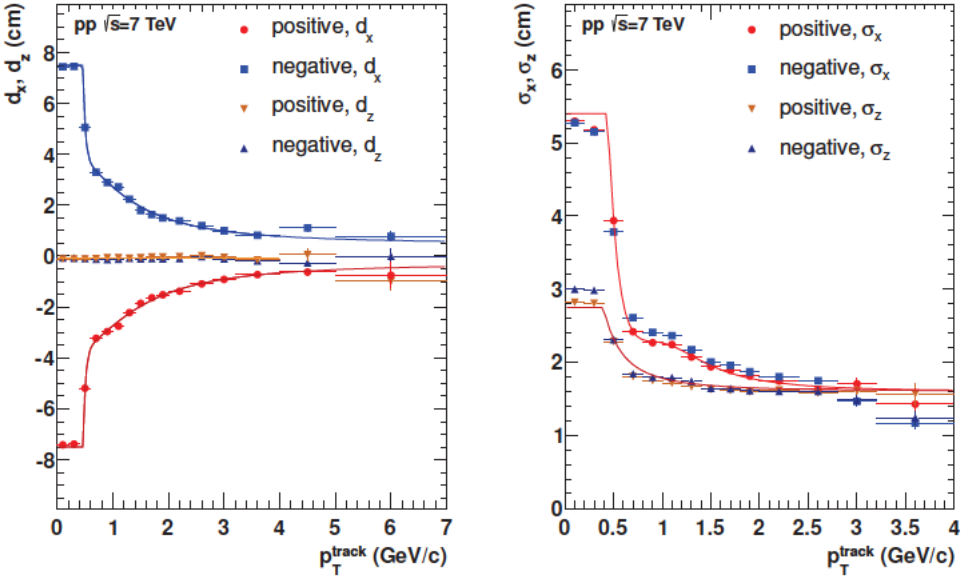 pp √s=7 TeV
positive, dx
negative, dx
positive, dz
negative, dz
dx, dz (cm)
8
6
4
2
0
-2
-4
-6
-8
0 1 2 3 4 5 6 7
pTtrack (GeV/c)
pp √s=7 TeV
positive, σx
negative, σx
positive, σz
negative, σz
σx, σz (cm)
6
5
4
3
2
1
0
0 0.5 1 1.5 2 2.5 3 3.5 4
pTtrack (GeV/c)